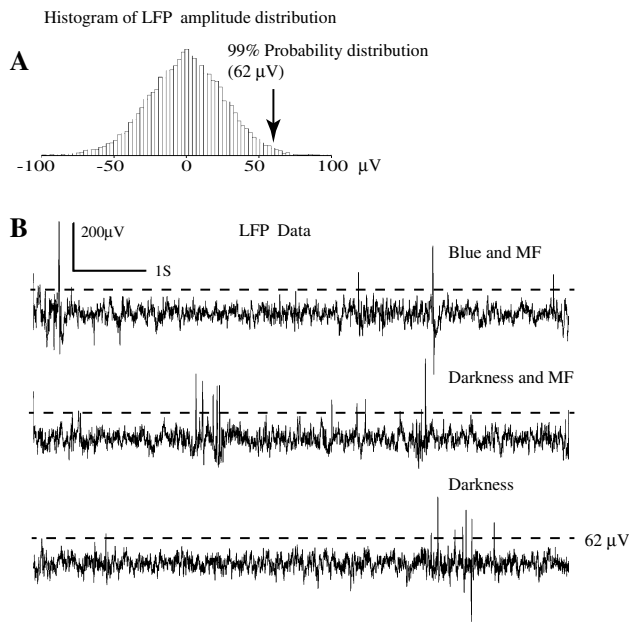 Histogram of LFP amplitude distribution
A
99% Probability distribution
(62 µV)
-100 -50 0 50 100 µV
B
200µV
LFP Data
1S
Blue and MF
Darkness and MF
Darkness
62 µV